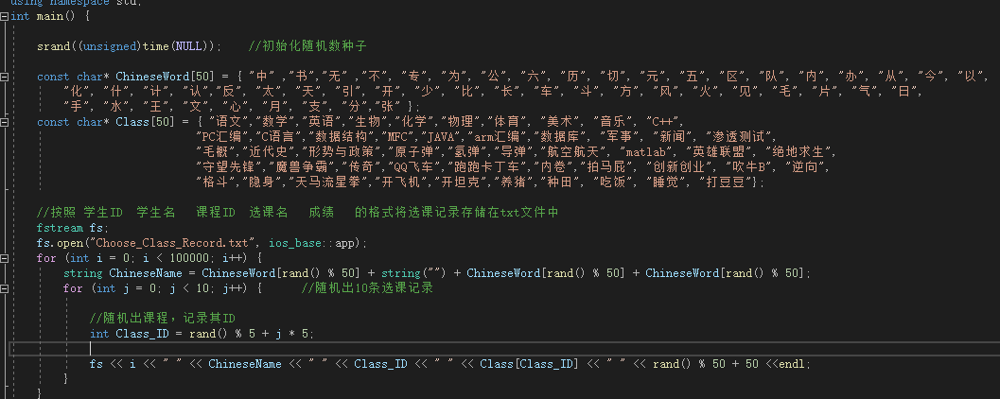 using namespace std;
int main() {
srand((unsigned)time(NULL)); //初始化随机数种子
const char* ChineseWord[50] = { "中" ,"书","无" ,"不", "专", "为", "公", "六", "历", "切", "元", "五", "区", "队", "内", "办", "从", "今", "以",
"化", "什", "计", "认","反", "太", "天", "引", "开", "少", "比", "长", "车", "斗", "方", "风", "火", "见", "毛", "片", "气", "日",
"手", "水", "王", "文", "心", "月", "支", "分","张" };
const char* Class[50] = { "语文","数学","英语","生物","化学","物理","体育", "美术", "音乐", "C++",
"PC汇编","C语言","数据结构","MFC","JAVA","arm汇编","数据库", "军事", "新闻", "渗透测试",
"毛概","近代史","形势与政策","原子弹","氢弹","导弹","航空航天", "matlab", "英雄联盟", "绝地求生",
"守望先锋","魔兽争霸","传奇","QQ飞车","跑跑卡丁车","内卷","拍马屁", "创新创业", "吹牛B", "逆向",
"格斗","隐身","天马流星拳","开飞机","开坦克","养猪","种田", "吃饭", "睡觉", "打豆豆"};
//按照 学生ID 学生名 课程ID 选课名 成绩 的格式将选课记录存储在txt文件中
fstream fs;
fs.open("Choose_Class_Record.txt", ios_base::app);
for (int i = 0; i < 100000; i++) {
string ChineseName = ChineseWord[rand() % 50] + string("") + ChineseWord[rand() % 50] + ChineseWord[rand() % 50];
for (int j = 0; j < 10; j++) { //随机出10条选课记录
//随机出课程，记录其ID
int Class_ID = rand() % 5 + j * 5;
fs << i << " " << ChineseName << " " << Class_ID << " " << Class[Class_ID] << " " << rand() % 50 + 50 <<endl;
}
}